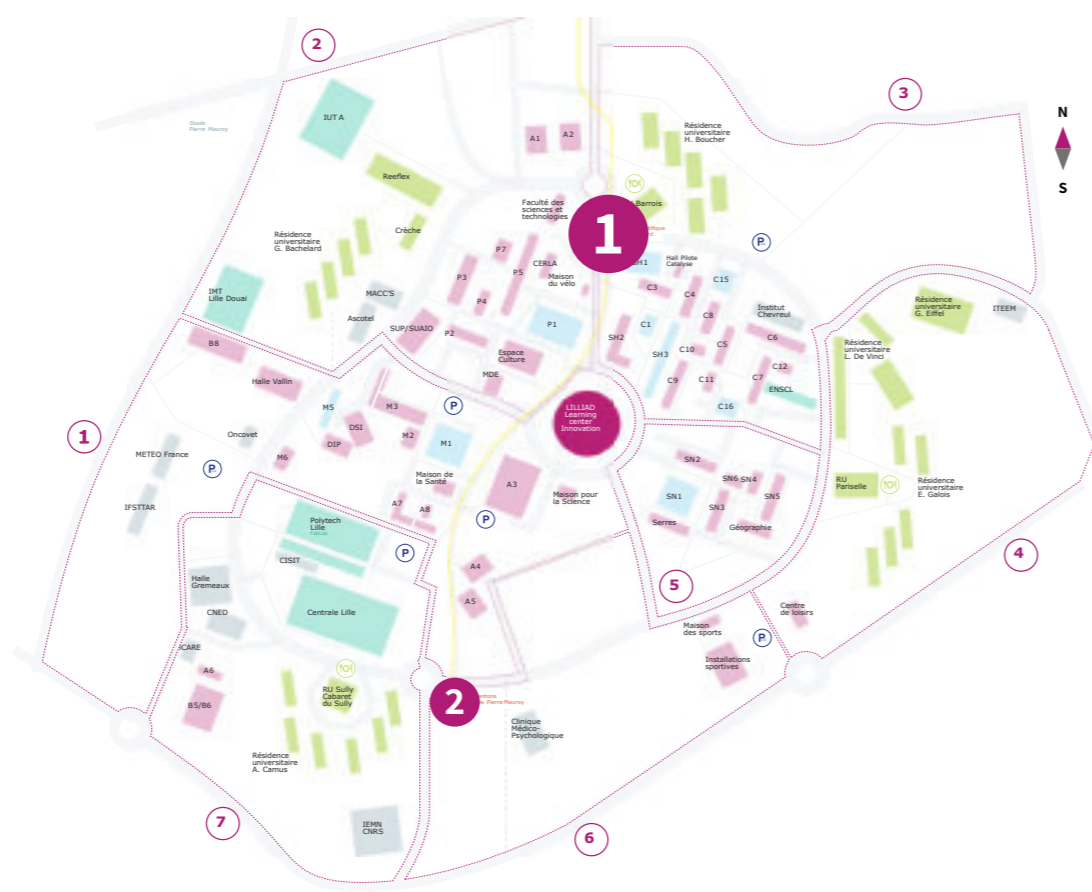 2
3
N
S
Stade
Pierre Mauroy
IUT A
A1
A2
Résidence
universitaire
H. Boucher
Reeflex
Crèche
Faculté des
sciences et
technologies
1
Barrois
Résidence
universitaire
G. Bachelard
P7
P3
P5
CERLA
Maison
du vélo
P4
SH1
Hall Pilote
Catalyse
C3
C4
C15
P
IMT
Lille Douai
MACC'S
Ascotel
SUP/SUAIO
P2
P1
Espace
Culture
MDE
SH2
C1
SH3
C10
C8
C5
Institut
Chevreul
C6
C9
C11
C7
C12
ENSCL
C16
Résidence
universitaire
G. Eiffel
ITEEM
Résidence
universitaire
L. De Vinci
B8
Halle Vallin
M5
M3
P
LILLIAD
Learning
center
Innovation
1
METEO France
Oncovet
DSI
DIP
M2
M1
M6
P
IFSTTAR
Maison de
la Santé
A7
A8
A3
Maison pour
la Science
P
SN2
SN6
SN4
SN1
SN3
SN5
Serres
Géographie
RU
Pariselle
Résidence
universitaire
E. Galois
Polytech
Lille
P
CISIT
Halle
Gremeaux
CNED
Centrale Lille
A4
A5
5
4
Centre
de loisirs
Maison
des sports
P
Installations
sportives
ICARE
A6
B5/B6
RU Sully
Cabaret
du Sully
2
Pierre Mauroy
Clinique
Médico-
Psychologique
Résidence
universitaire
A. Camus
7
IEMN
CNRS
6